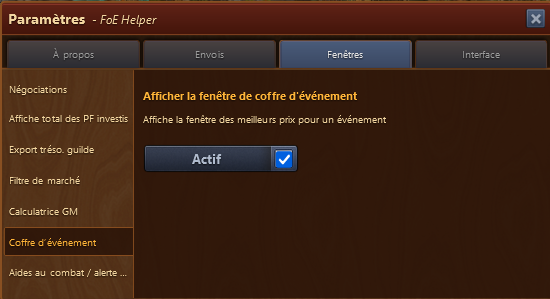 Paramètres - FoE Helper
À propos
Envois
Fenêtres
Interface
Négociations
Affiche total des PF investis
Export tréso. guilde
Filtre de marché
Calculatrice GM
Coffre d'événement
Aides au combat / alerte ...
Afficher la fenêtre de coffre d'événement
Affiche la fenêtre des meilleurs prix pour un événement
Actif